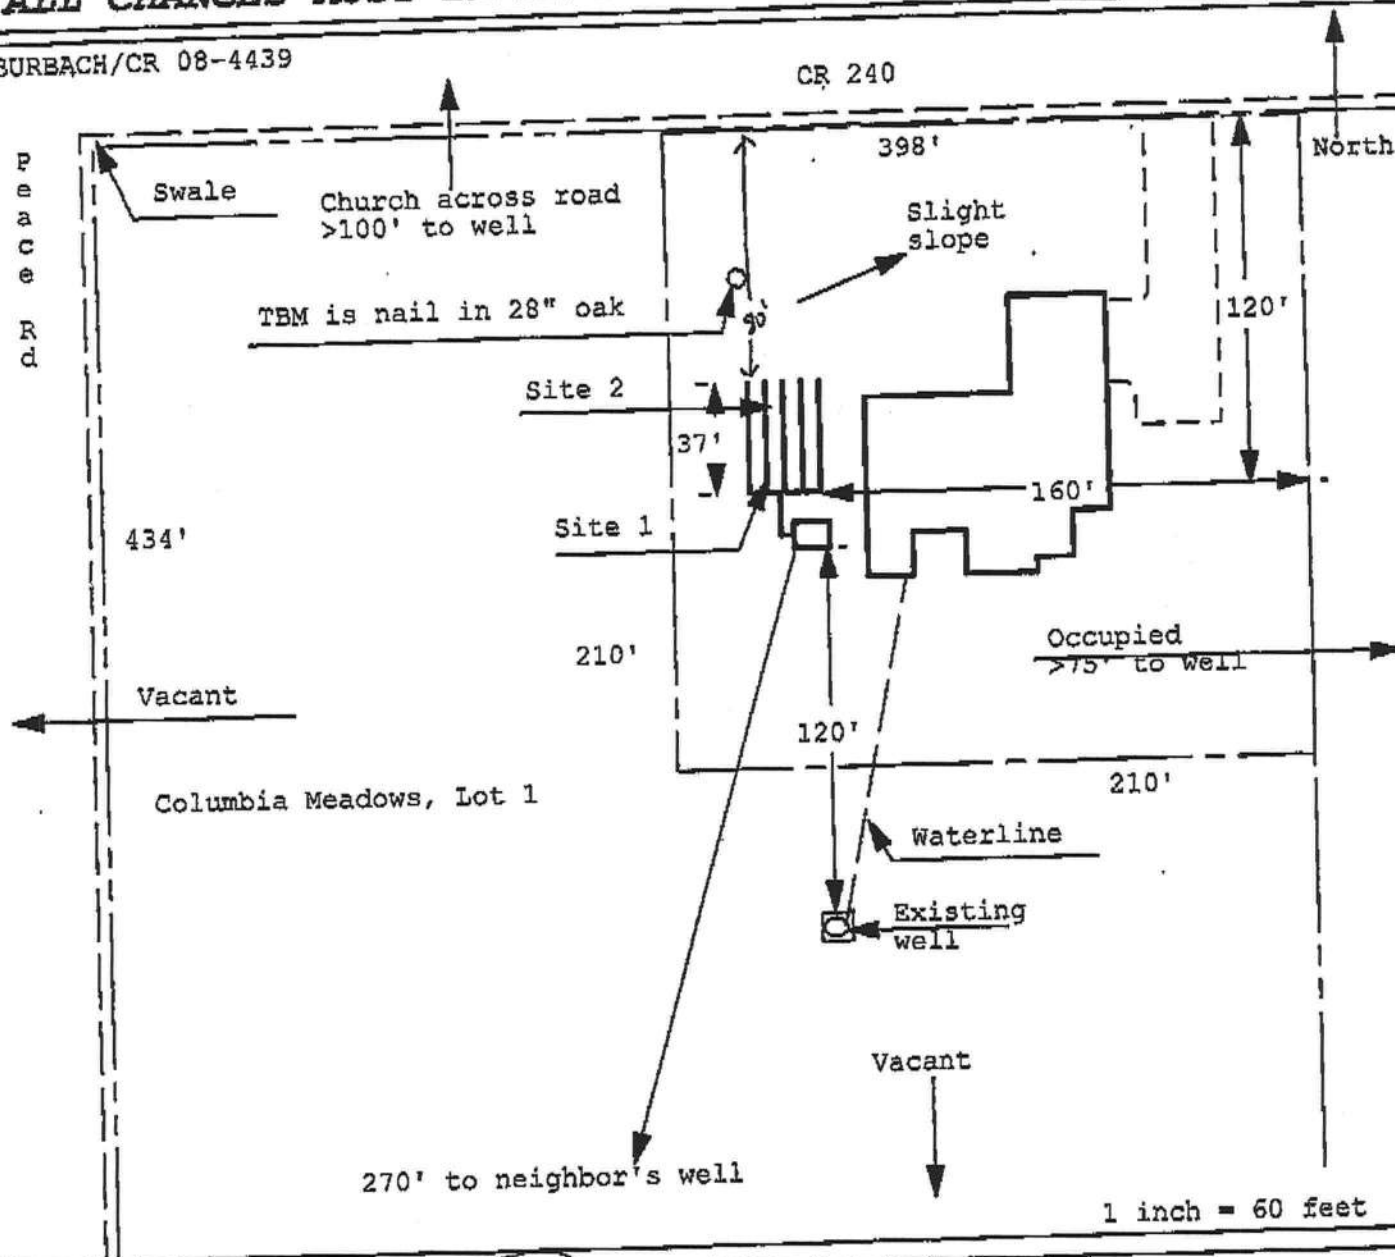 ALL CHANGES
BURBACH/CR 08-4439
CR 240
North
Peace Rd
Swale
Church across road
>100' to well
398'
Slight
slope
TBM is nail in 28" oak
120'
Site 2
37'
160'
Site 1
434'
210'
Occupied
>75' to well
Vacant
120'
210'
Columbia Meadows, Lot 1
Waterline
Existing
well
Vacant
270' to neighbor's well
1 inch = 60 feet